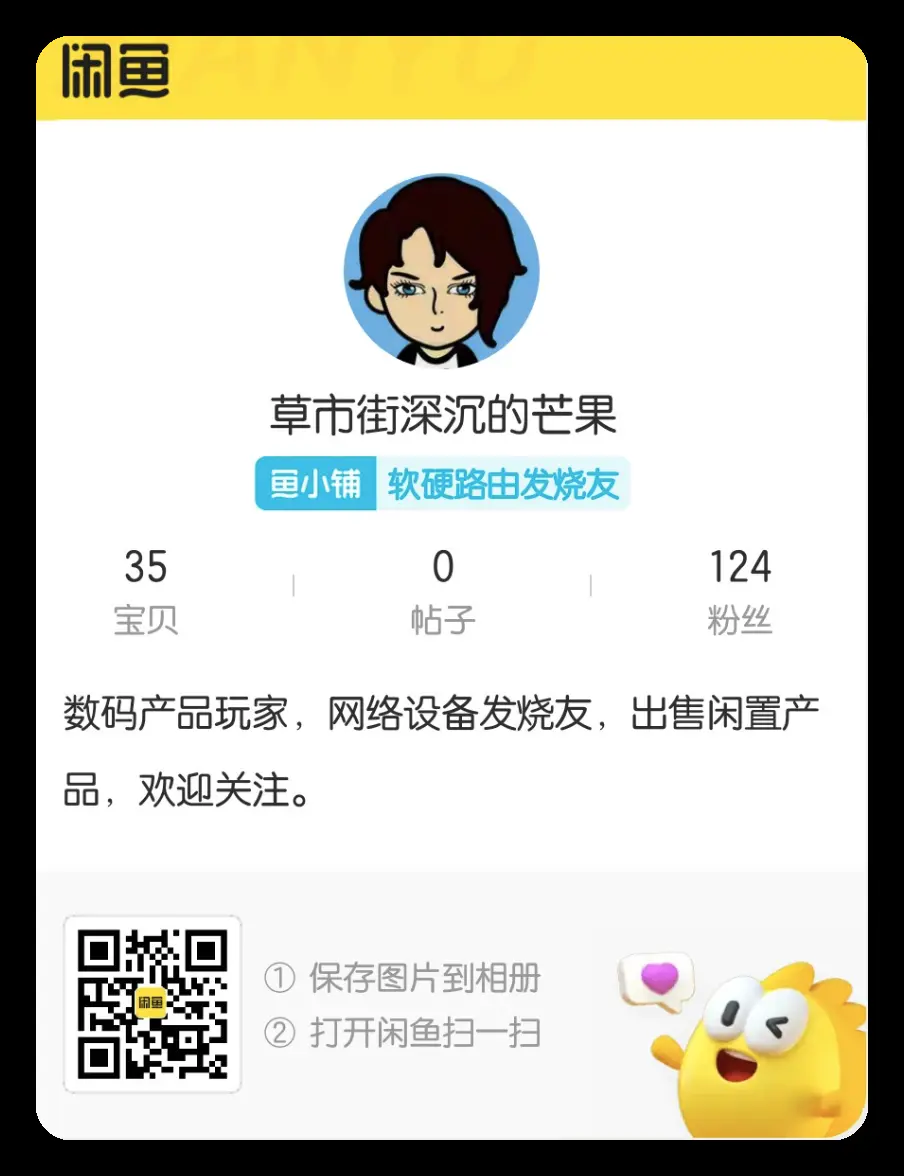 闲鱼
草市街深沉的芒果
鱼小铺 软硬路由发烧友
35 0 124
宝贝 帖子 粉丝
数码产品玩家，网络设备发烧友，出售闲置产
品，欢迎关注。
闲鱼
① 保存图片到相册
② 打开闲鱼扫一扫